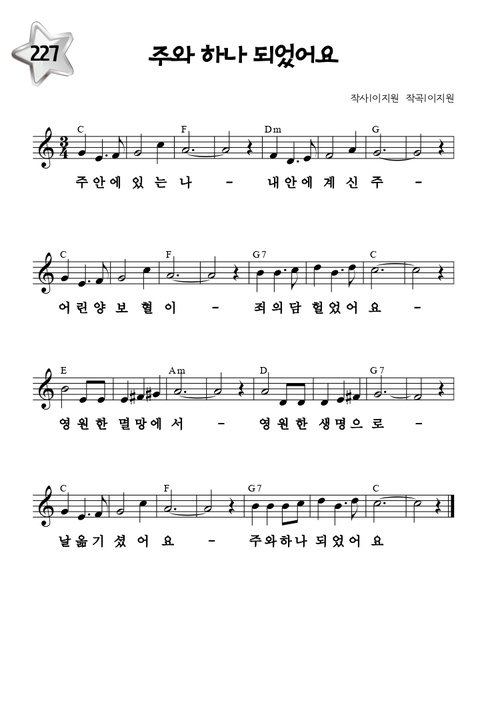 227
주와 하나 되었어요
작사|이지원 작곡|이지원
C F Dm G
3
4
주 안에 있 는 나 - 내 안에 계 신 주 -
C F G7 C
어 린 양 보 혈 이 - 죄 의 담 헐 었 어 요 -
E Am D G7
영 원 한 멸 망 에 서 - 영 원 한 생 명 으 로 -
C F G7 C
날 옮 기 셨 어 요 - 주 와 하 나 되 었 어 요